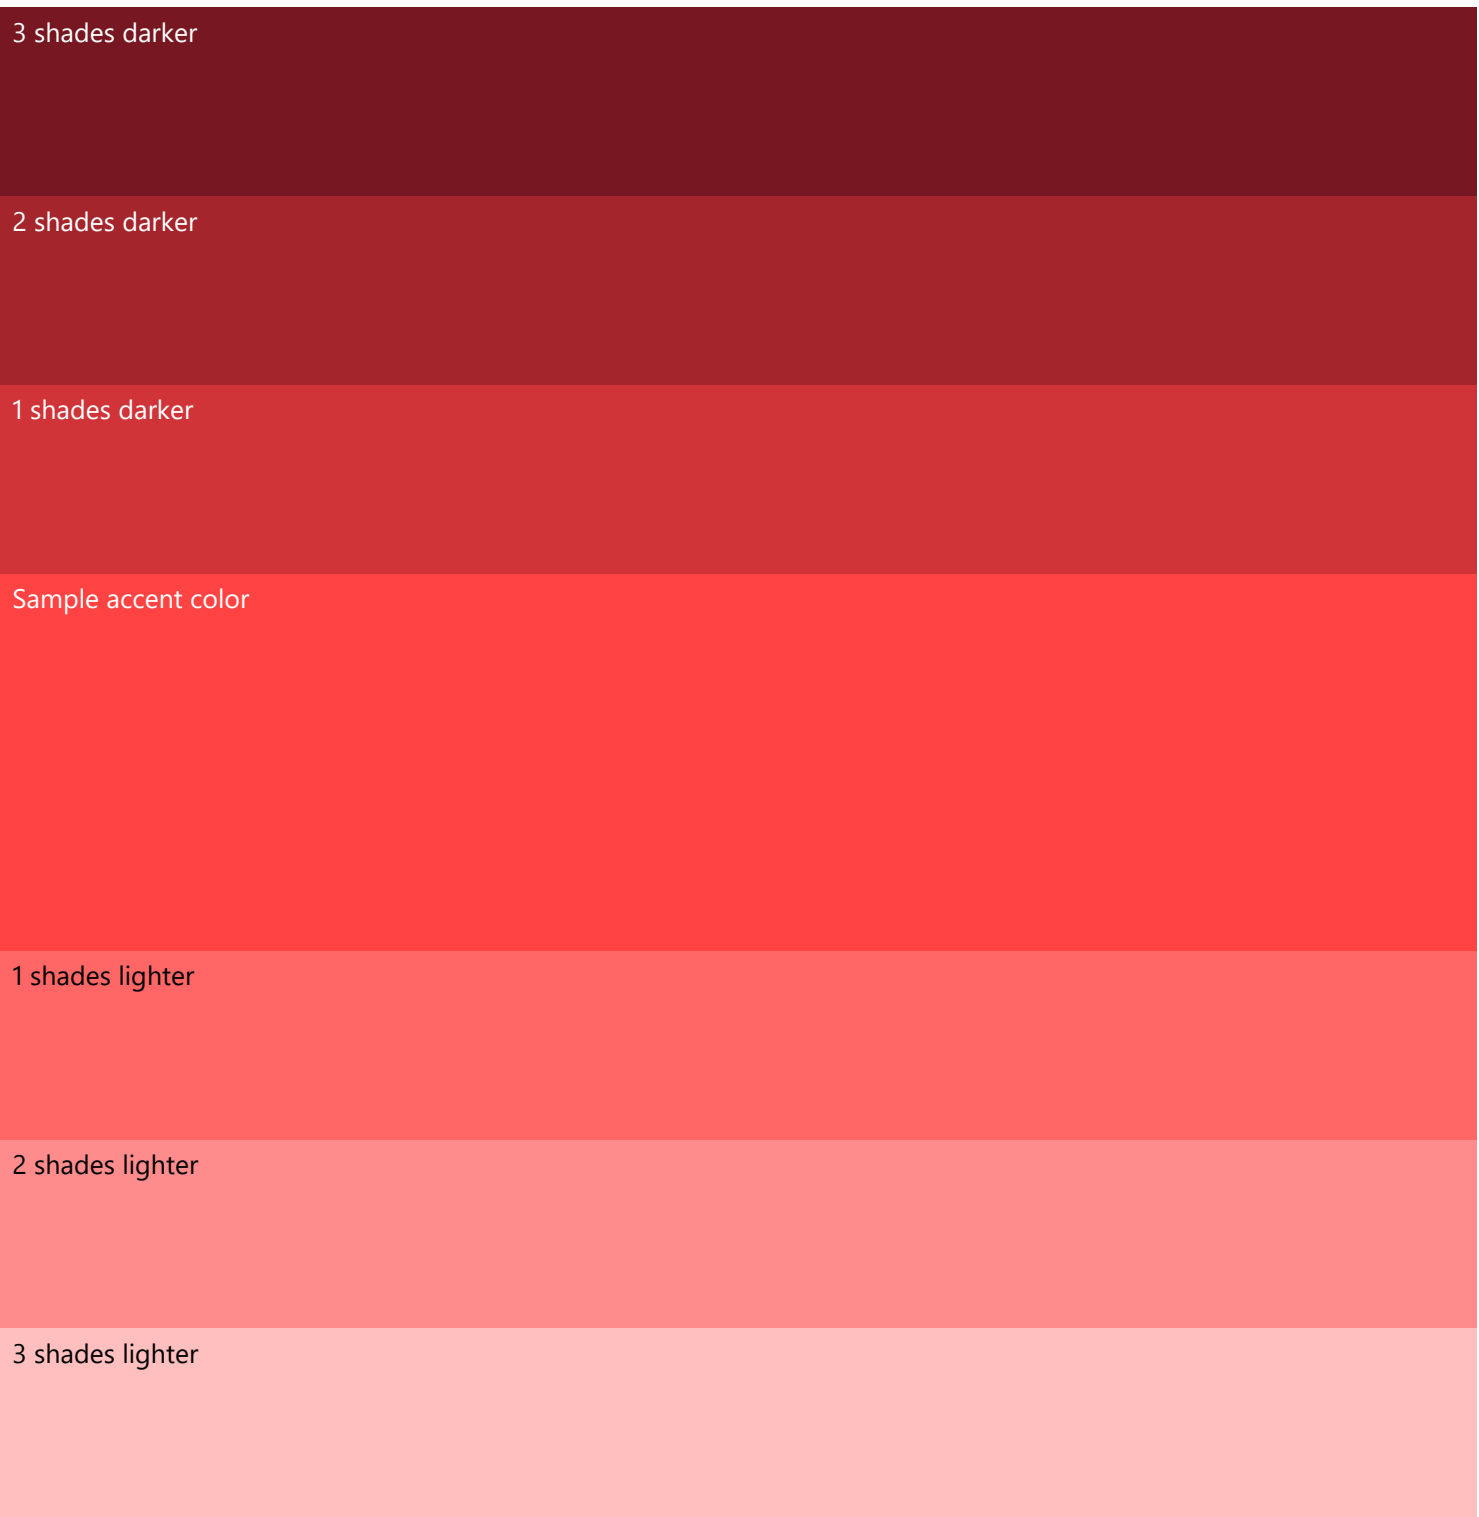 3 shades darker
2 shades darker
1 shades darker
Sample accent color
1 shades lighter
2 shades lighter
3 shades lighter